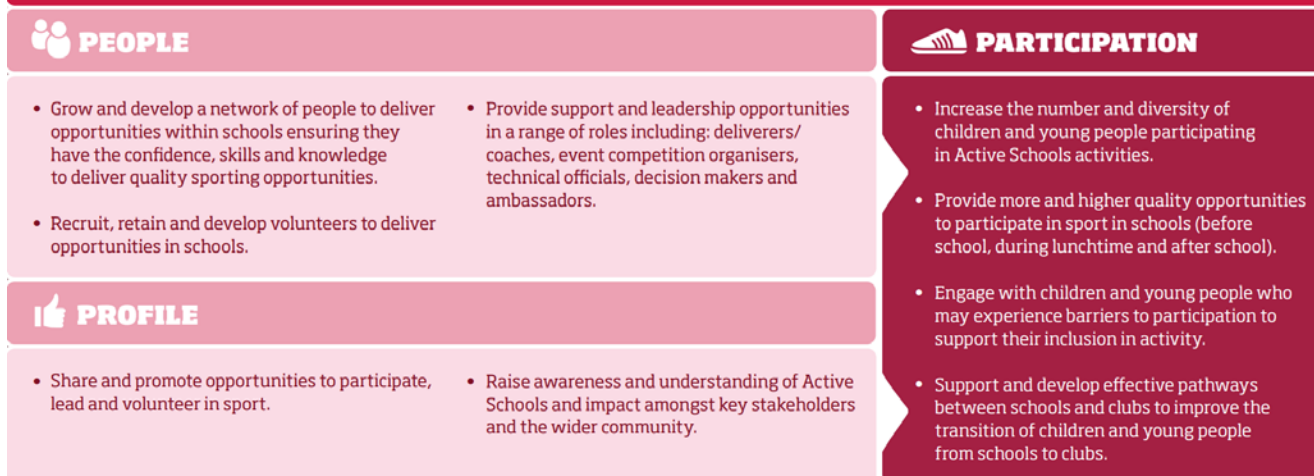 PEOPLE
• Grow and develop a network of people to deliver
opportunities within schools ensuring they
have the confidence, skills and knowledge
to deliver quality sporting opportunities.
• Recruit, retain and develop volunteers to deliver
opportunities in schools.
• Provide support and leadership opportunities
in a range of roles including: deliverers/
coaches, event competition organisers,
technical officials, decision makers and
ambassadors.
PROFILE
• Share and promote opportunities to participate,
lead and volunteer in sport.
• Raise awareness and understanding of Active
Schools and impact amongst key stakeholders
and the wider community.
PARTICIPATION
• Increase the number and diversity of
children and young people participating
in Active Schools activities.
• Provide more and higher quality opportunities
to participate in sport in schools (before
school, during lunchtime and after school).
• Engage with children and young people who
may experience barriers to participation to
support their inclusion in activity.
• Support and develop effective pathways
between schools and clubs to improve the
transition of children and young people
from schools to clubs.